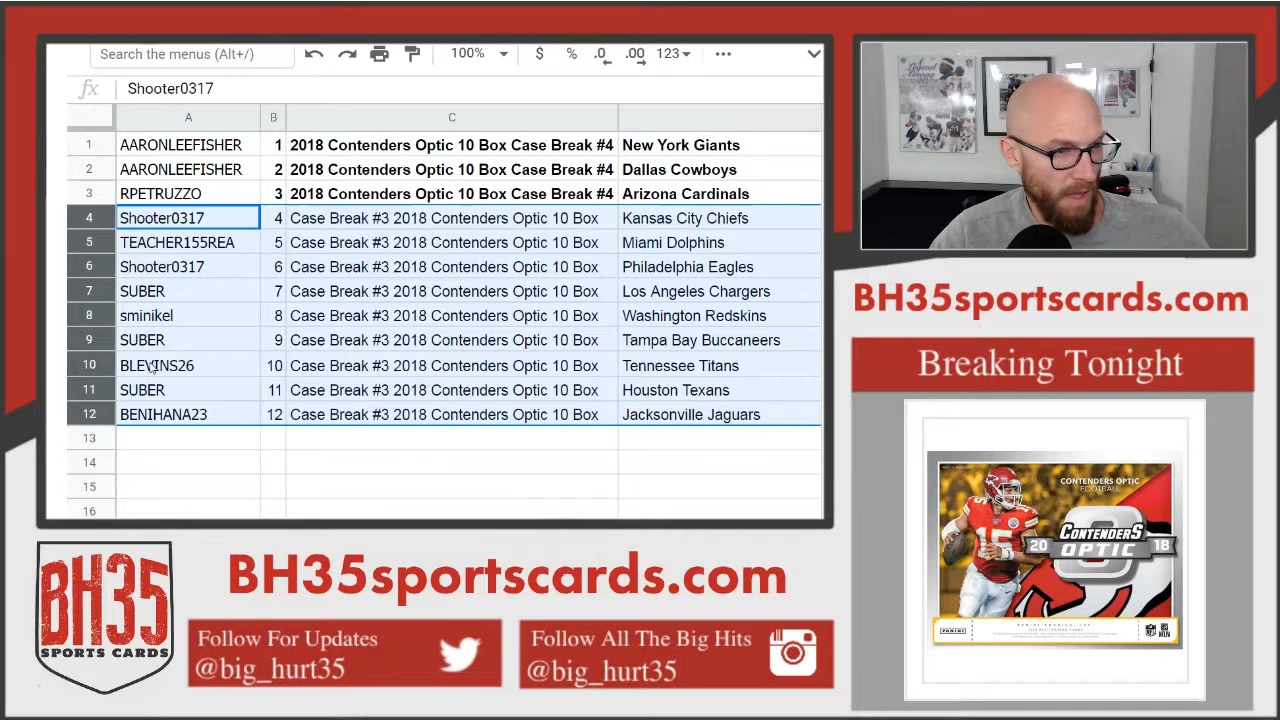 Search the menus (Alt+/)
100%
$ % .0 .00 123
fx Shooter0317
A B C
1 AARONLEEFISHER 1 2018 Contenders Optic 10 Box Case Break #4 New York Giants
2 AARONLEEFISHER 2 2018 Contenders Optic 10 Box Case Break #4 Dallas Cowboys
3 RPETRUZZO 3 2018 Contenders Optic 10 Box Case Break #4 Arizona Cardinals
4 Shooter0317 4 Case Break #3 2018 Contenders Optic 10 Box Kansas City Chiefs
5 TEACHER155REA 5 Case Break #3 2018 Contenders Optic 10 Box Miami Dolphins
6 Shooter0317 6 Case Break #3 2018 Contenders Optic 10 Box Philadelphia Eagles
7 SUBER 7 Case Break #3 2018 Contenders Optic 10 Box Los Angeles Chargers
8 sminikel 8 Case Break #3 2018 Contenders Optic 10 Box Washington Redskins
9 SUBER 9 Case Break #3 2018 Contenders Optic 10 Box Tampa Bay Buccaneers
10 BLEVINS26 10 Case Break #3 2018 Contenders Optic 10 Box Tennessee Titans
11 SUBER 11 Case Break #3 2018 Contenders Optic 10 Box Houston Texans
12 BENIHANA23 12 Case Break #3 2018 Contenders Optic 10 Box Jacksonville Jaguars
13
14
15
16
BH35sportscards.com
Breaking Tonight
CONTENDERS OPTIC
FOOTBALL
15
20 CONTENDERS 18
OPTIC
PANINI
NFL
BH35
SPORTS CARDS
BH35sportscards.com
Follow For Updates
@big_hurt35
Follow All The Big Hits
@big_hurt35